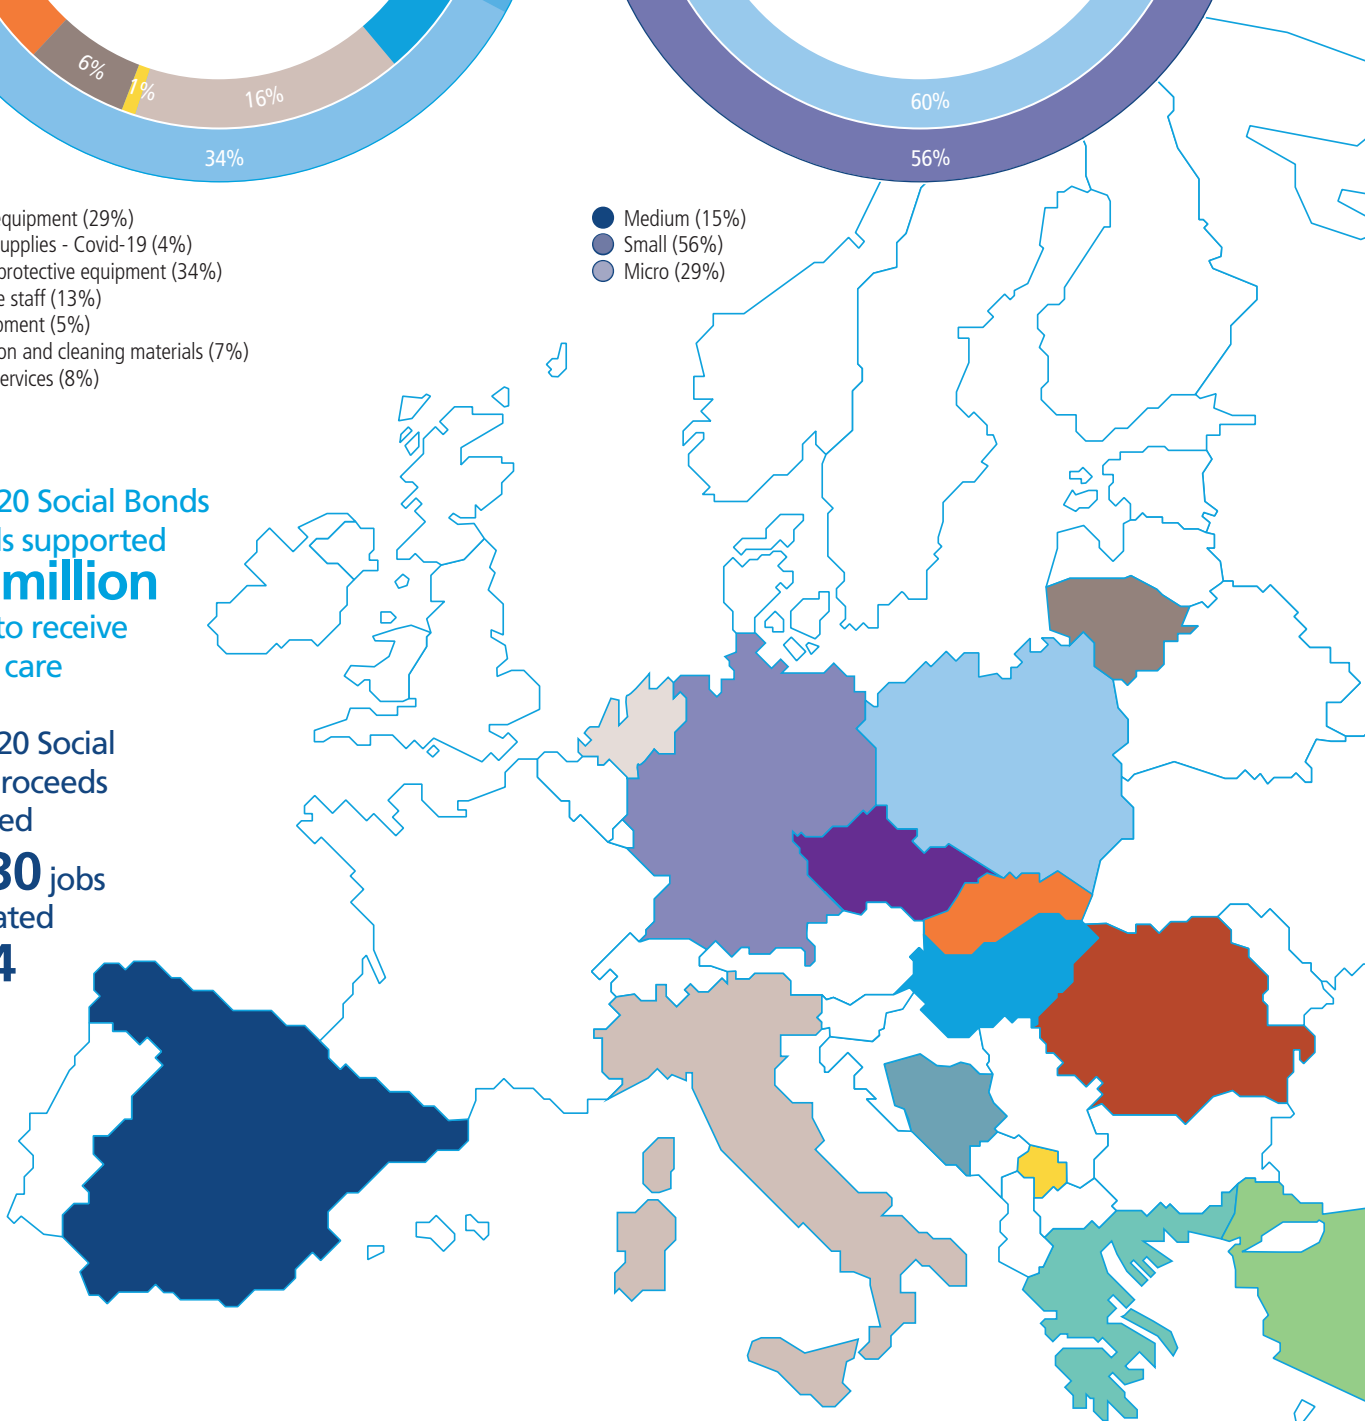 6%
1%
16%
34%
60%
56%
equipment (29%)
upplies - Covid-19 (4%)
protective equipment (34%)
e staff (13%)
oment (5%)
on and cleaning materials (7%)
ervices (8%)
Medium (15%)
Small (56%)
Micro (29%)
20 Social Bonds
ls supported
million
to receive
care
20 Social
roceeds
ed
30 jobs
ated
4